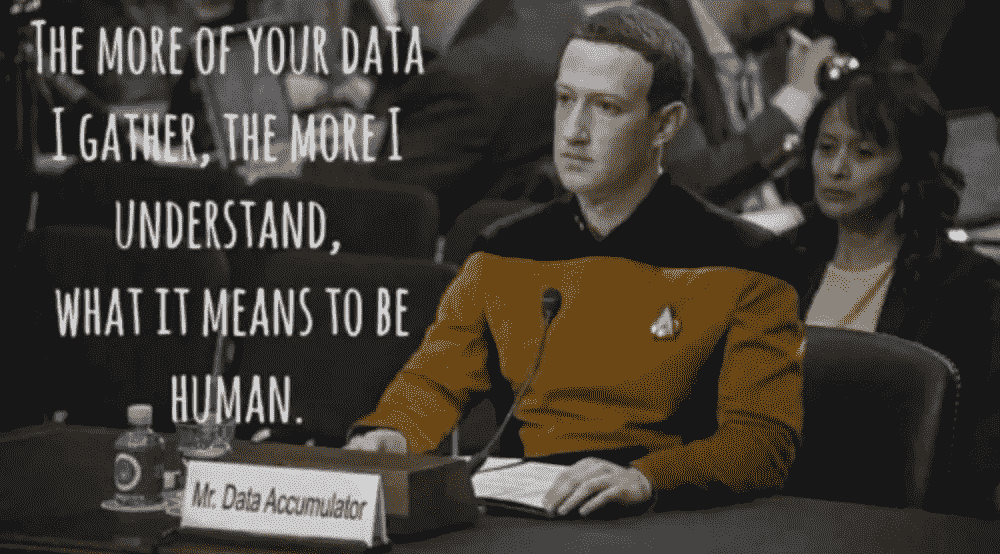 THE MORE OF YOUR DATA
I GATHER, THE MORE I
UNDERSTAND,
WHAT IT MEANS TO BE
HUMAN.
Mr. Data Accumulator